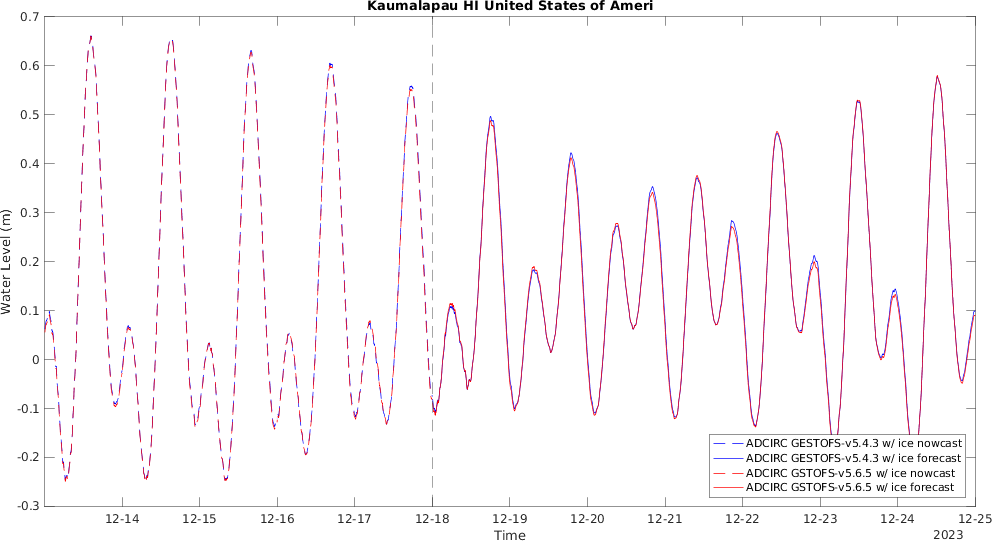 Kaumalapau HI United States of Ameri
0.7
0.6
0.5
0.4
0.3
0.2
0.1
0
-0.1
-0.2
-0.3
Water Level (m)
ADCIRC GESTOFS-v5.4.3 w/ ice nowcast
ADCIRC GESTOFS-v5.4.3 w/ ice forecast
ADCIRC GSTOFS-v5.6.5 w/ ice nowcast
ADCIRC GSTOFS-v5.6.5 w/ ice forecast
12-14 12-15 12-16 12-17 12-18 12-19 12-20 12-21 12-22 12-23 12-24 12-25
Time
2023